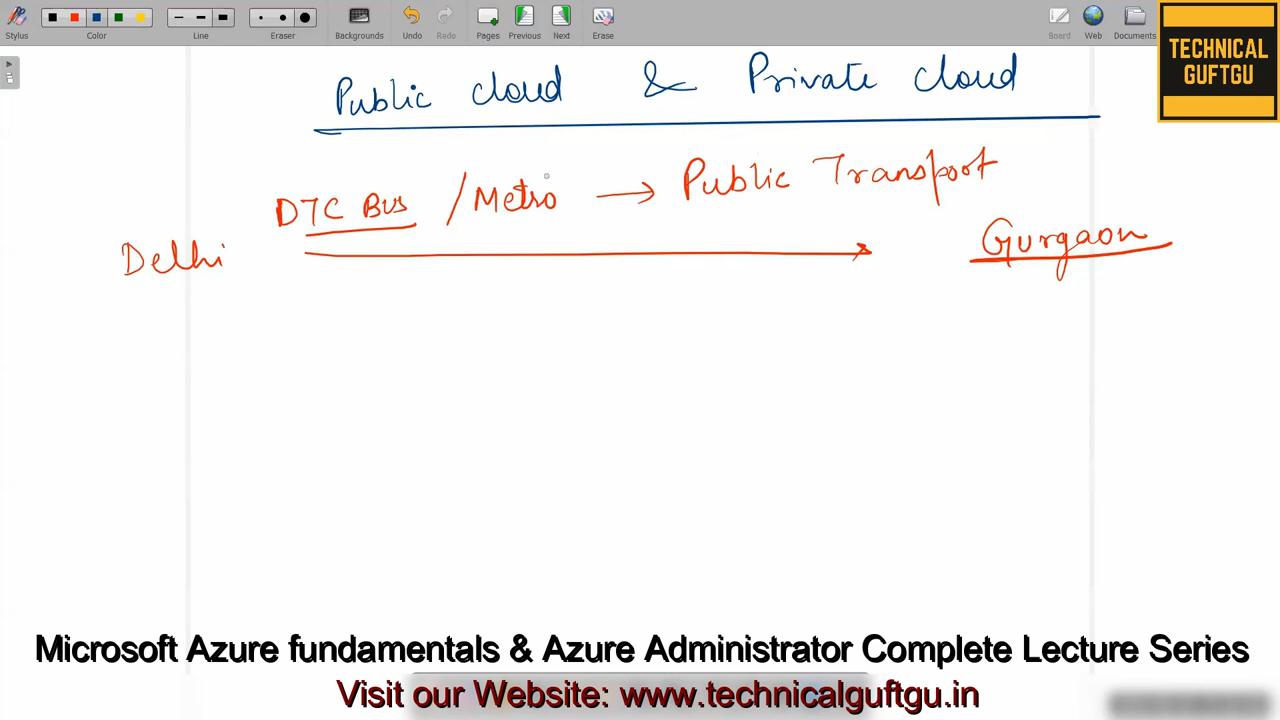 Stylus Color Line Eraser Backgrounds Undo Redo Pages Previous Next Erase Board Web Documents
TECHNICAL
GUFTGU
Public cloud & Private cloud
DTC Bus / Metro → Public Transport
Delhi Gurgaon
Microsoft Azure fundamentals & Azure Administrator Complete Lecture Series
Visit our Website: www.technicalguftgu.in